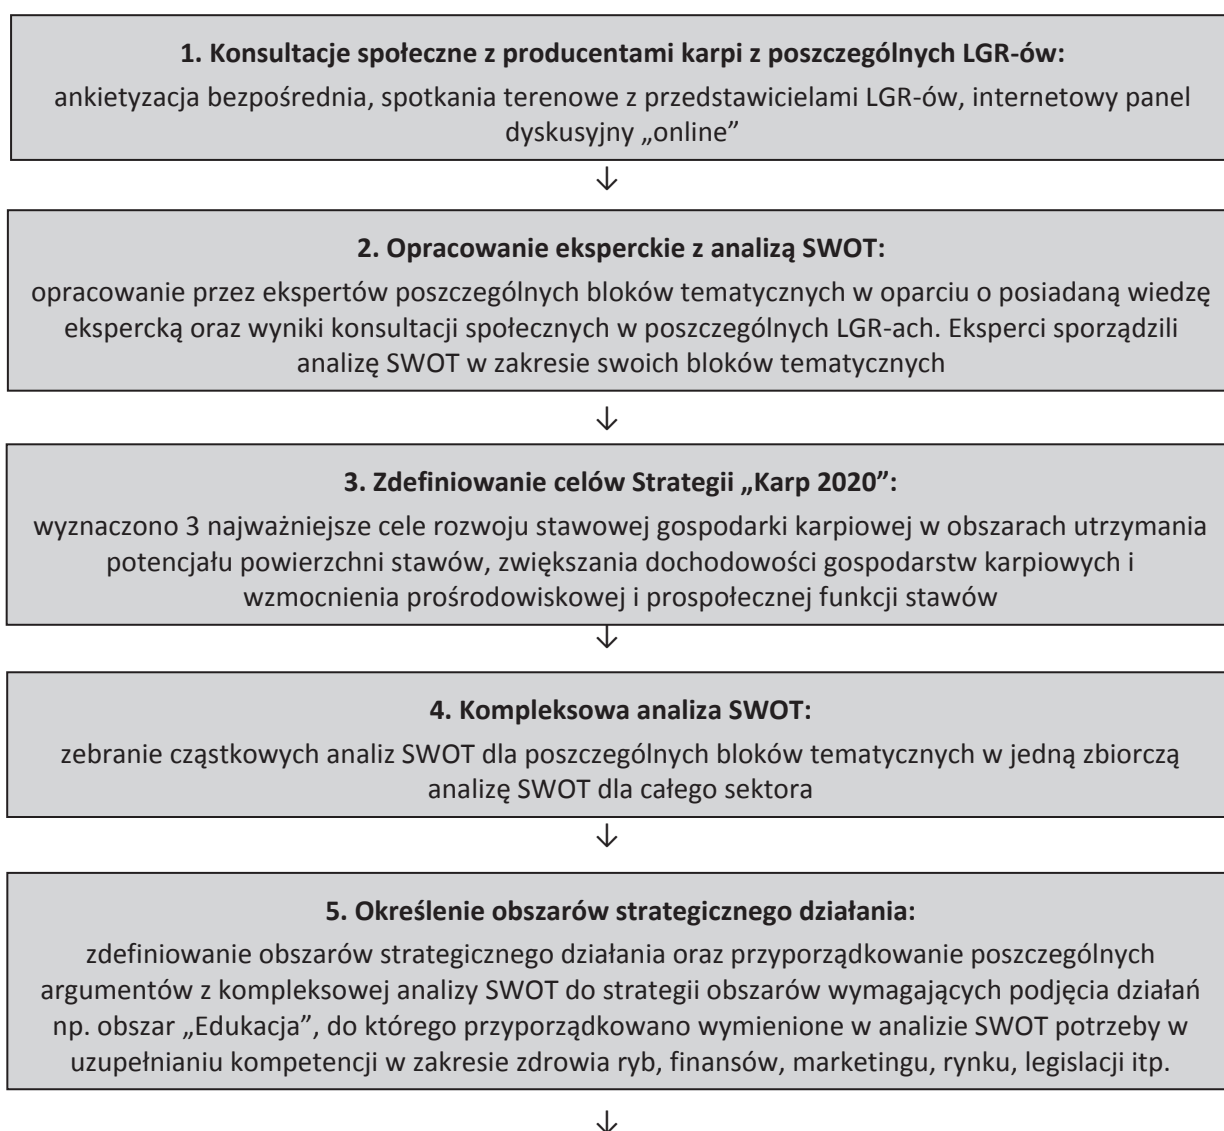 1. Konsultacje społeczne z producentami karpi z poszczególnych LGR-ów:
ankietyzacja bezpośrednia, spotkania terenowe z przedstawicielami LGR-ów, internetowy panel
dyskusyjny „online”
↓
2. Opracowanie eksperckie z analizą SWOT:
opracowanie przez ekspertów poszczególnych bloków tematycznych w oparciu o posiadaną wiedzę
ekspercką oraz wyniki konsultacji społecznych w poszczególnych LGR-ach. Eksperci sporządzili
analizę SWOT w zakresie swoich bloków tematycznych
↓
3. Zdefiniowanie celów Strategii „Karp 2020”:
wyznaczono 3 najważniejsze cele rozwoju stawowej gospodarki karpiowej w obszarach utrzymania
potencjału powierzchni stawów, zwiększania dochodowości gospodarstw karpiowych i
wzmocnienia prośrodowiskowej i prospołecznej funkcji stawów
↓
4. Kompleksowa analiza SWOT:
zebranie cząstkowych analiz SWOT dla poszczególnych bloków tematycznych w jedną zbiorczą
analizę SWOT dla całego sektora
↓
5. Określenie obszarów strategicznego działania:
zdefiniowanie obszarów strategicznego działania oraz przyporządkowanie poszczególnych
argumentów z kompleksowej analizy SWOT do strategii obszarów wymagających podjęcia działań
np. obszar „Edukacja”, do którego przyporządkowano wymienione w analizie SWOT potrzeby w
uzupełnianiu kompetencji w zakresie zdrowia ryb, finansów, marketingu, rynku, legislacji itp.
↓